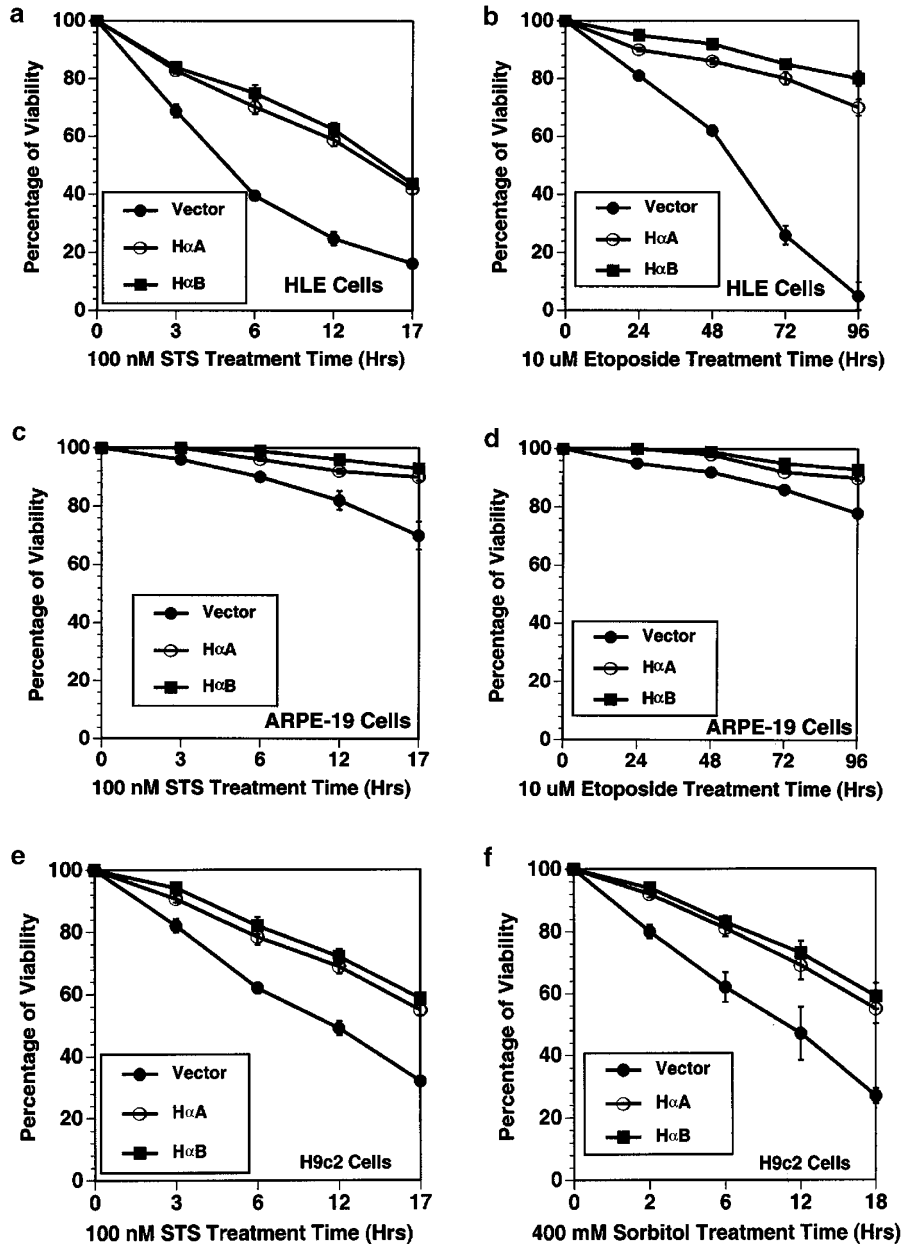 a
100
80
60
40
20
0
Percentage of Viability
Vector
HαA
HαB
HLE Cells
0 3 6 12 17
100 nM STS Treatment Time (Hrs)
b
100
80
60
40
20
0
Percentage of Viability
Vector
HαA
HαB
HLE Cells
0 24 48 72 96
10 uM Etoposide Treatment Time (Hrs)
c
100
80
60
40
20
0
Percentage of Viability
Vector
HαA
HαB
ARPE-19 Cells
0 3 6 12 17
100 nM STS Treatment Time (Hrs)
d
100
80
60
40
20
0
Percentage of Viability
Vector
HαA
HαB
ARPE-19 Cells
0 24 48 72 96
10 uM Etoposide Treatment Time (Hrs)
e
100
80
60
40
20
0
Percentage of Viability
Vector
HαA
HαB
H9c2 Cells
0 3 6 12 17
100 nM STS Treatment Time (Hrs)
f
100
80
60
40
20
0
Percentage of Viability
Vector
HαA
HαB
H9c2 Cells
0 2 6 12 18
400 mM Sorbitol Treatment Time (Hrs)